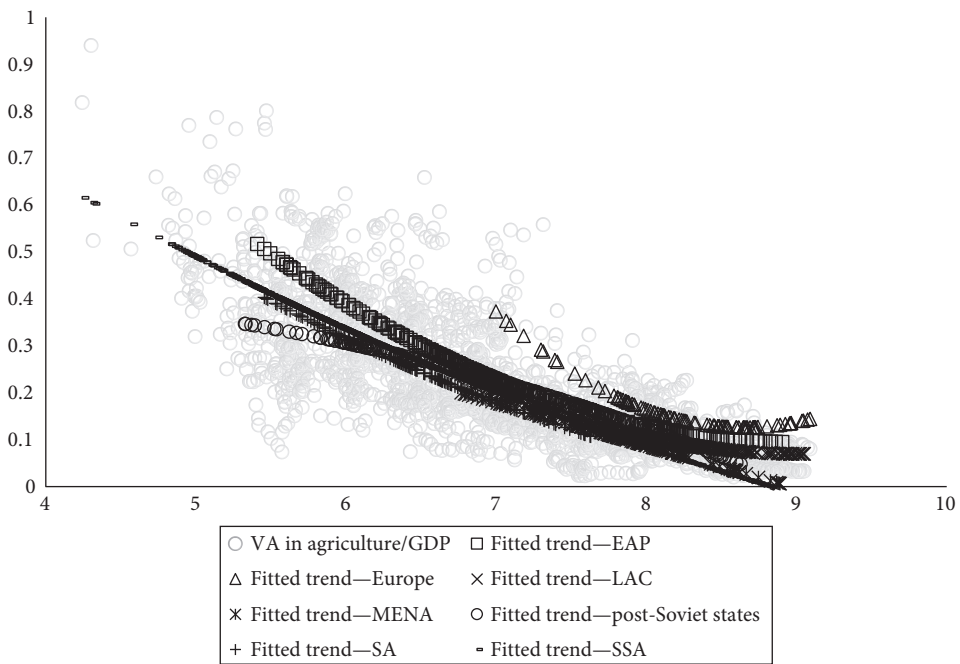 1
0.9
0.8
0.7
0.6
0.5
0.4
0.3
0.2
0.1
0
4 5 6 7 8 9 10
VA in agriculture/GDP Fitted trend—EAP
Fitted trend—Europe Fitted trend—LAC
Fitted trend—MENA Fitted trend—post-Soviet states
Fitted trend—SA Fitted trend—SSA